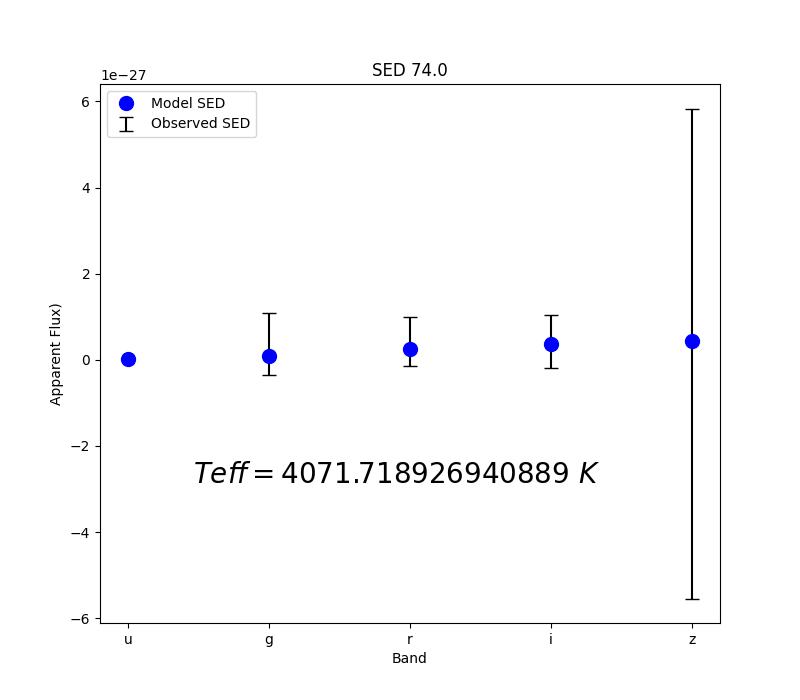 SED 74.0
1e−27
Model SED
Observed SED
6
4
2
0
−2
−4
−6
Apparent Flux)
Teff = 4071.718926940889 K
u g r i z
Band